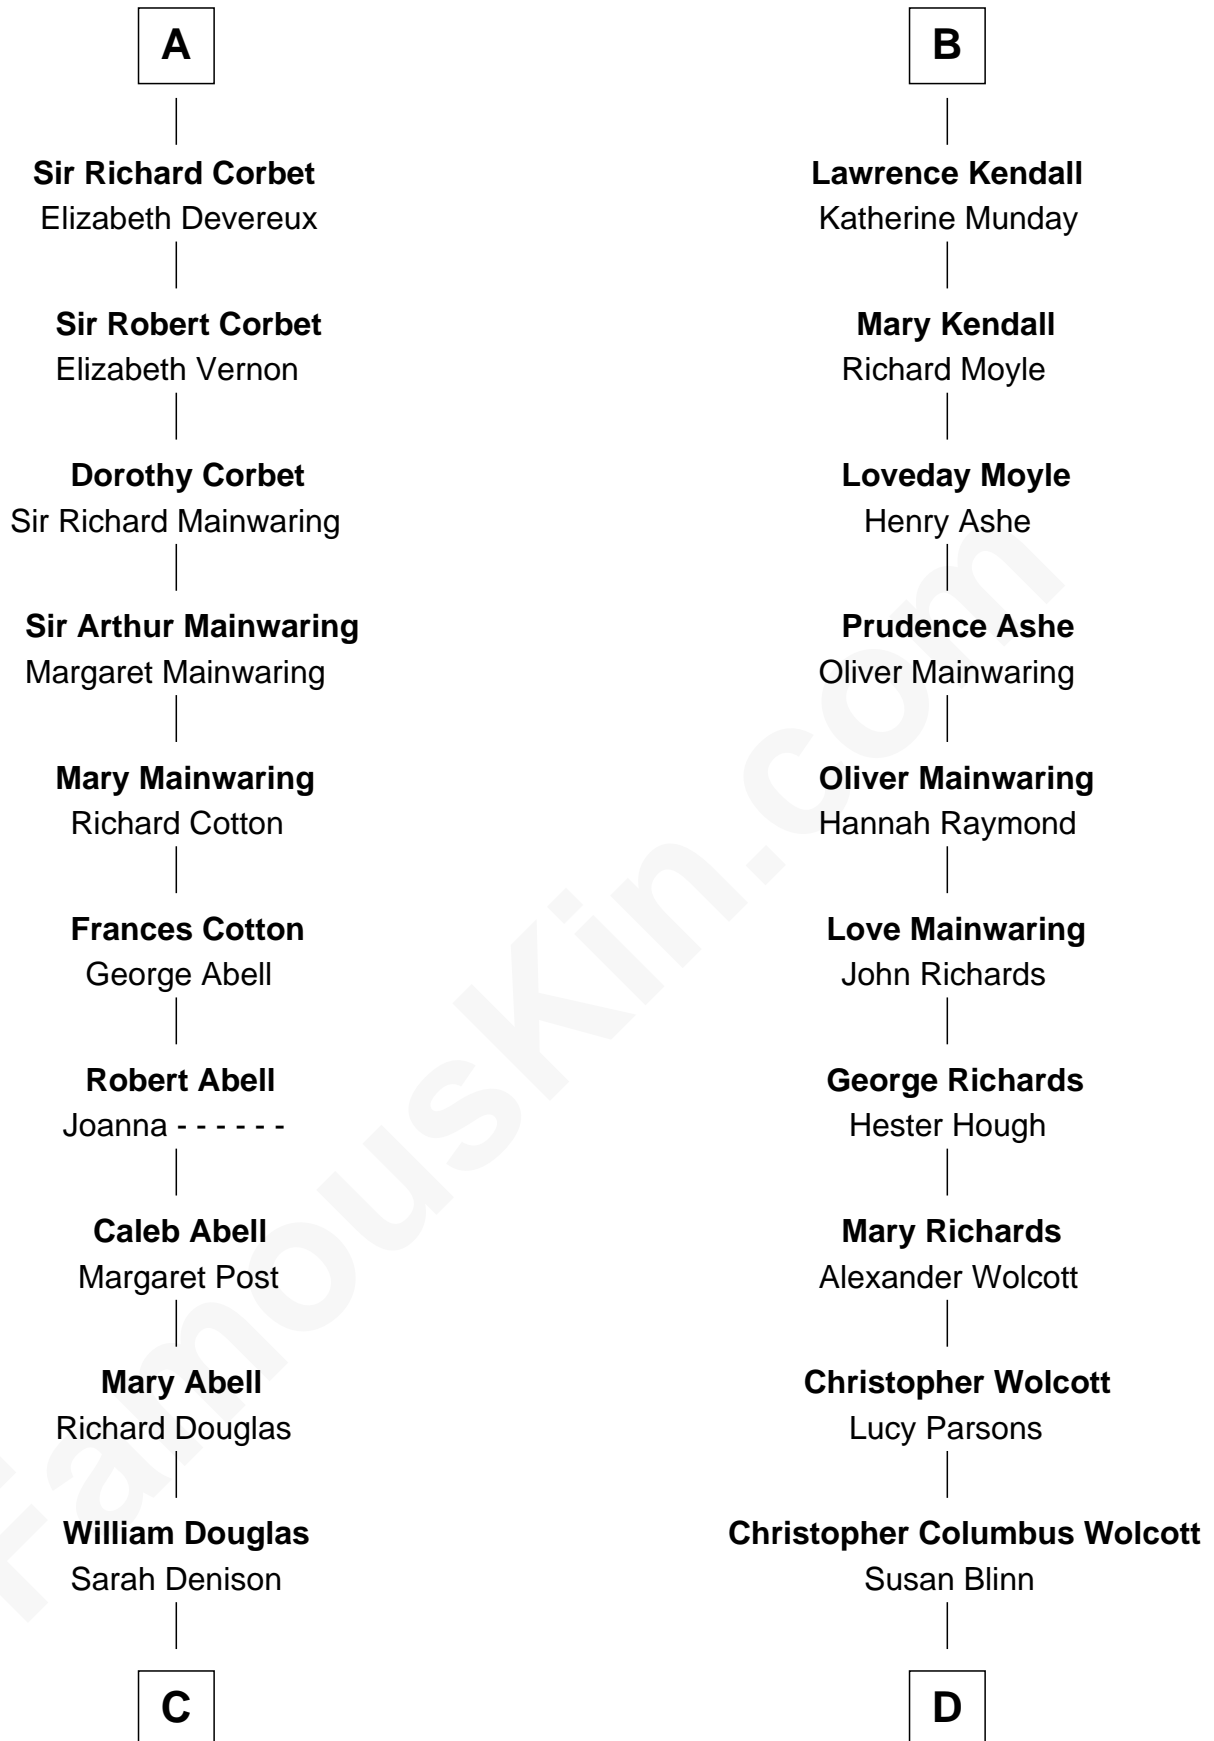 A
Sir Richard Corbet
Elizabeth Devereux
Sir Robert Corbet
Elizabeth Vernon
Dorothy Corbet
Sir Richard Mainwaring
Sir Arthur Mainwaring
Margaret Mainwaring
Mary Mainwaring
Richard Cotton
Frances Cotton
George Abell
Robert Abell
Joanna - - - - - -
Caleb Abell
Margaret Post
Mary Abell
Richard Douglas
William Douglas
Sarah Denison
C
B
Lawrence Kendall
Katherine Munday
Mary Kendall
Richard Moyle
Loveday Moyle
Henry Ashe
Prudence Ashe
Oliver Mainwaring
Oliver Mainwaring
Hannah Raymond
Love Mainwaring
John Richards
George Richards
Hester Hough
Mary Richards
Alexander Wolcott
Christopher Wolcott
Lucy Parsons
Christopher Columbus Wolcott
Susan Blinn
D
FamousKin.com